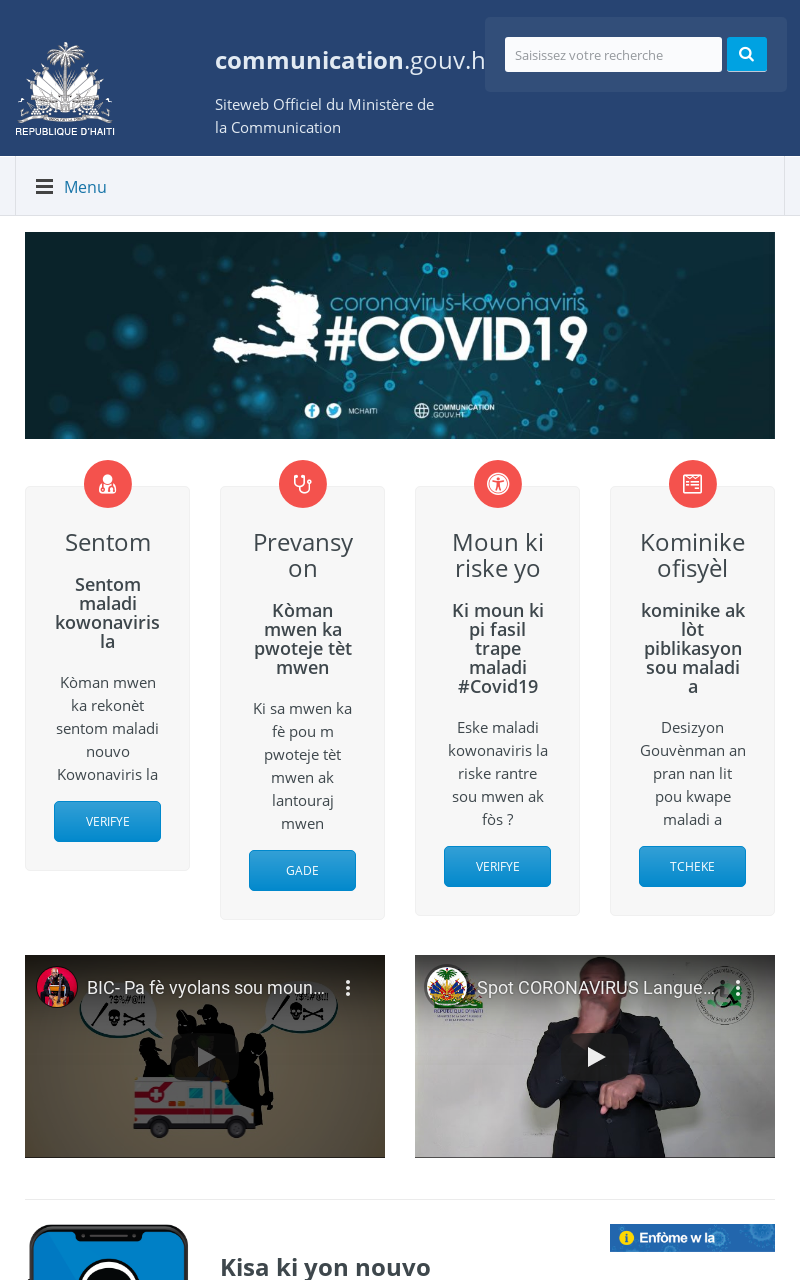 REPUBLIQUE D'HAITI
communication.gouv.h
Siteweb Officiel du Ministère de
la Communication
Saisissez votre recherche
Menu
coronavirus-kowonaviris
#COVID19
MCHAITI
COMMUNICATION
GOUV.HT
Sentom
Sentom
maladi
kowonaviris
la
Kòman mwen
ka rekonèt
sentom maladi
nouvo
Kowonaviris la
VERIFYE
Prevansy
on
Kòman
mwen ka
pwoteje tèt
mwen
Ki sa mwen ka
fè pou m
pwoteje tèt
mwen ak
lantouraj
mwen
GADE
Moun ki
riske yo
Ki moun ki
pi fasil
trape
maladi
#Covid19
Eske maladi
kowonaviris la
riske rantre
sou mwen ak
fòs ?
VERIFYE
Kominike
ofisyèl
kominike ak
lòt
piblikasyon
sou maladi
a
Desizyon
Gouvènman an
pran nan lit
pou kwape
maladi a
TCHEKE
BIC- Pa fè vyolans sou moun...
Spot CORONAVIRUS Langue...
REPUBLIQUE D'HAITI
Kisa ki yon nouvo
Enfòme w la